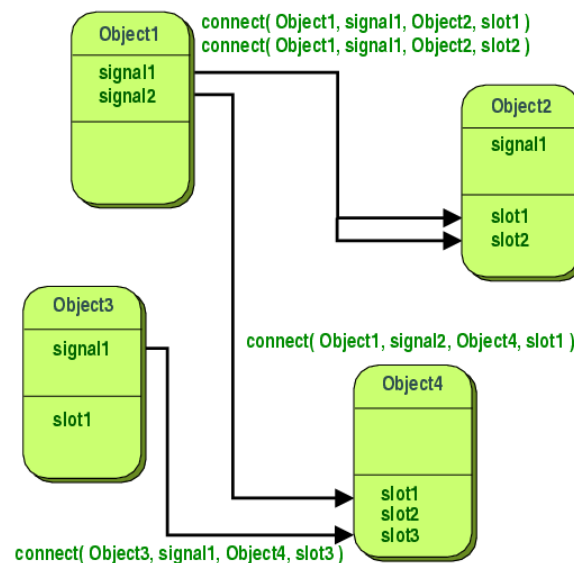 connect( Object1, signal1, Object2, slot1 )
connect( Object1, signal1, Object2, slot2 )
Object1
signal1
signal2
Object2
signal1
slot1
slot2
Object3
signal1
slot1
connect( Object1, signal2, Object4, slot1 )
Object4
slot1
slot2
slot3
connect( Object3, signal1, Object4, slot3 )